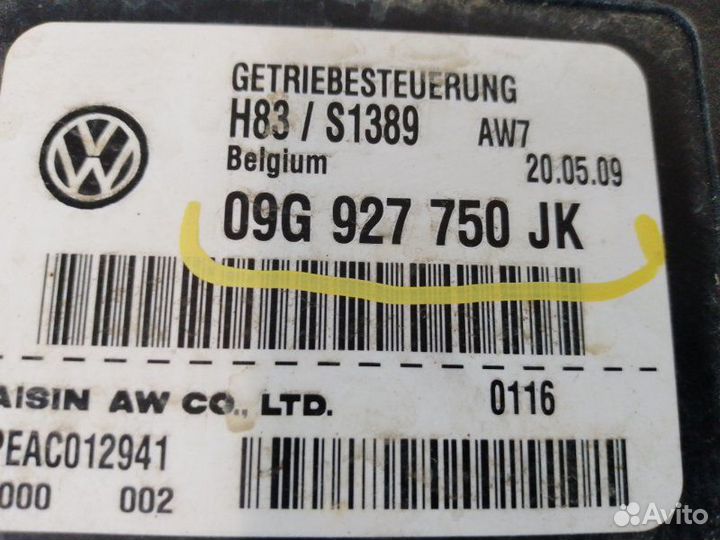 GETRIEBESTEUERUNG
H83 / S1389 AW7
Belgium 20.05.09
09G 927 750 JK
AISIN AW CO., LTD. 0116
PEAC012941
000 002
Avito